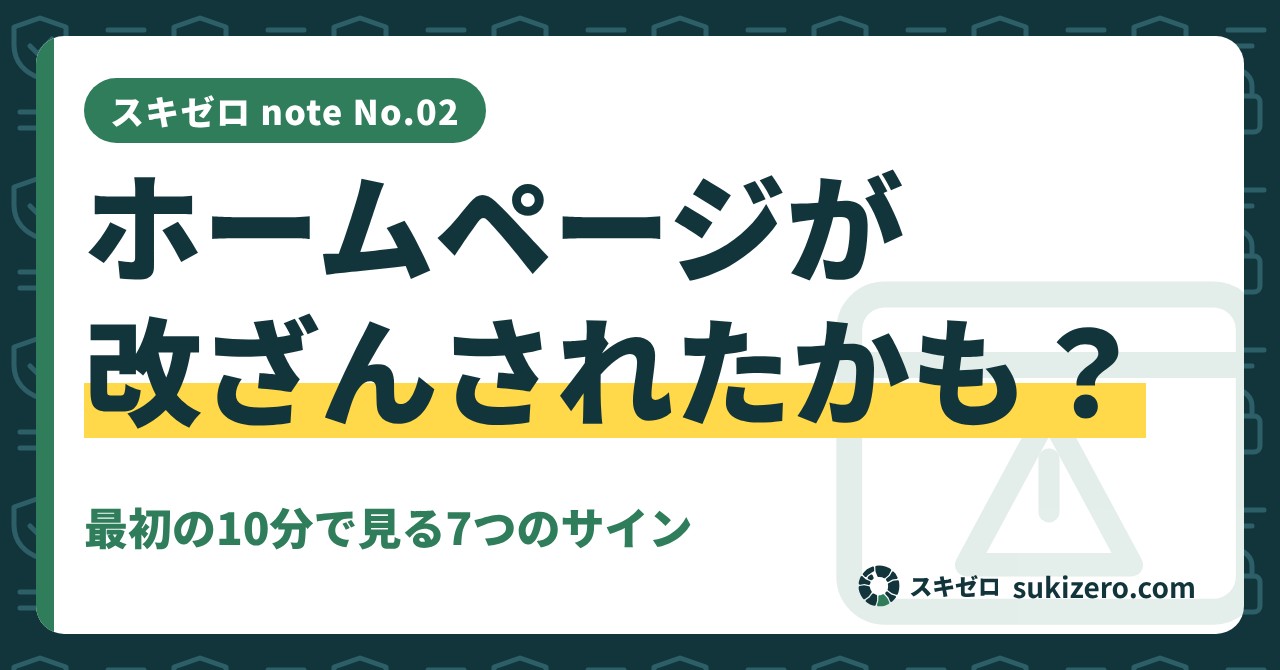 スキゼロ note No.02
ホームページが
改ざんされたかも？
最初の10分で見る7つのサイン
スキゼロ sukizero.com